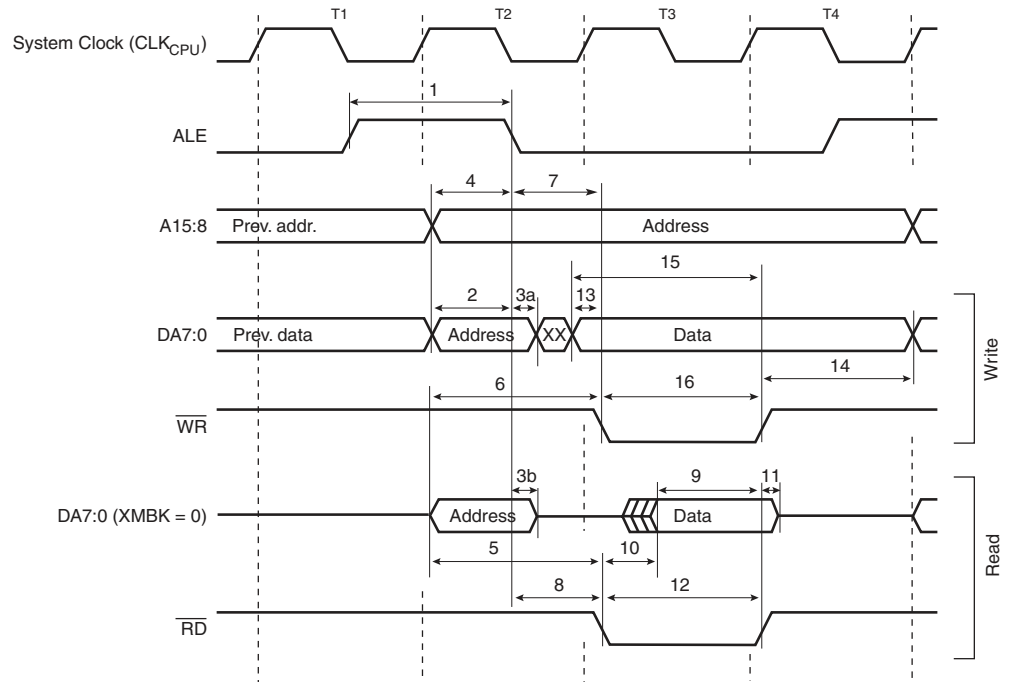 T1 T2 T3 T4
System Clock (CLKCPU)
1
ALE
4 7
A15:8 Prev. addr. Address
15
2 3a 13
DA7:0 Prev. data Address XX Data
14
6 16
WR
Write
3b 9 11
DA7:0 (XMBK = 0) Address Data
5 10
8 12
RD
Read